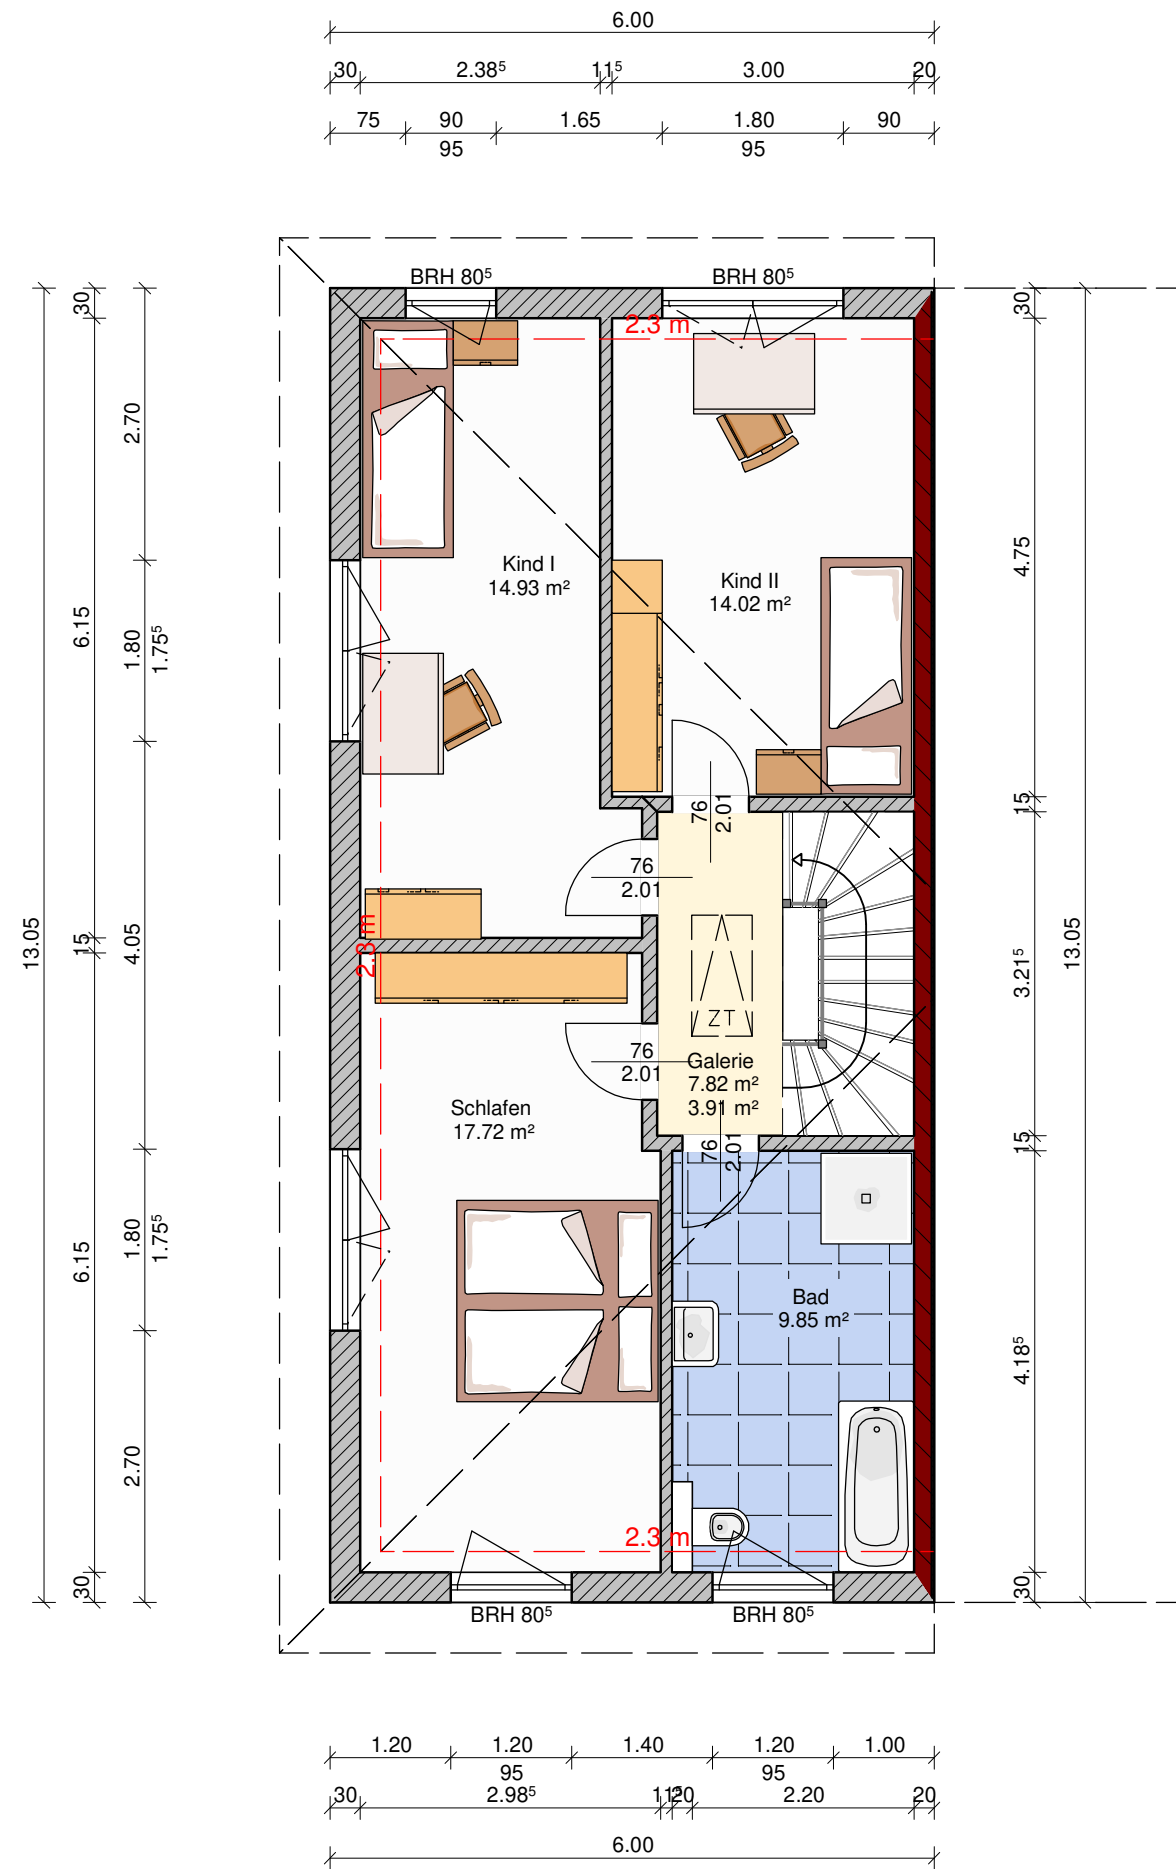 6.00
30 2.38⁵ 11⁵ 3.00 20
75 90 1.65 1.80 90
95 95
BRH 80⁵ BRH 80⁵
2.3 m
30
30
2.70
4.75
Kind I
14.93 m²
Kind II
14.02 m²
6.15
1.80
1.75⁵
76
2.01
15
76
2.01
2.3 m
13.05
15
4.05
3.21⁵
13.05
ZT
76
2.01
Galerie
7.82 m²
3.91 m²
Schlafen
17.72 m²
76
2.01
15
6.15
1.80
1.75⁵
Bad
9.85 m²
4.18⁵
2.70
2.3 m
30
30
BRH 80⁵ BRH 80⁵
1.20 1.20 1.40 1.20 1.00
95 95
30 2.98⁵ 11⁵ 20 2.20 20
6.00